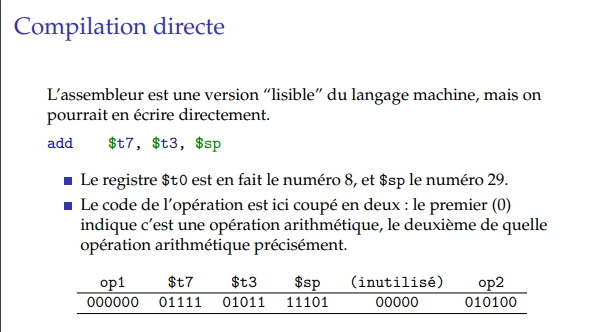 Compilation directe
L'assembleur est une version “lisible” du langage machine, mais on
pourrait en écrire directement.
add $t7, $t3, $sp
Le registre $t0 est en fait le numéro 8, et $sp le numéro 29.
Le code de l'opération est ici coupé en deux : le premier (0)
indique c'est une opération arithmétique, le deuxième de quelle
opération arithmétique précisément.
op1 $t7 $t3 $sp (inutilisé) op2
000000 01111 01011 11101 00000 010100